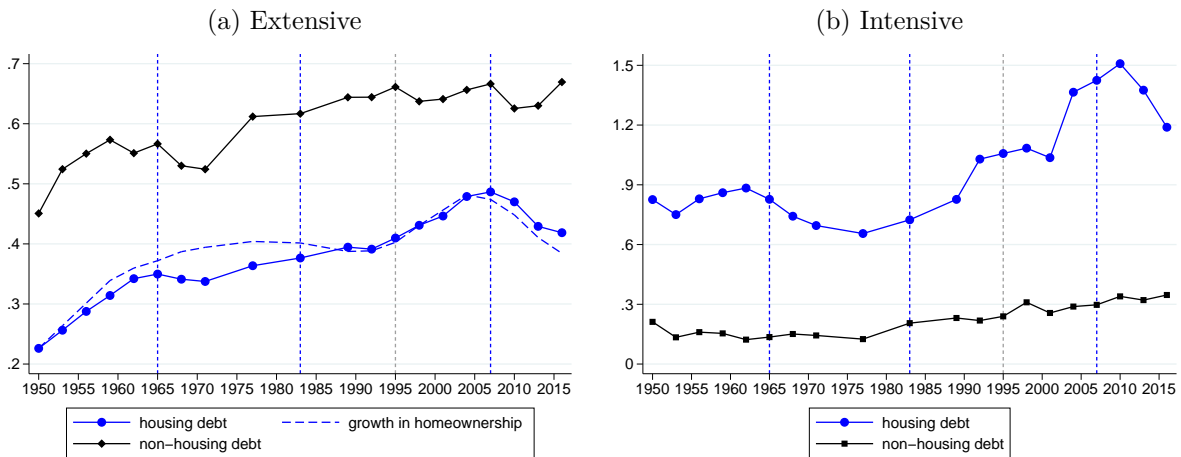 (a) Extensive
.7
.6
.5
.4
.3
.2
1950 1955 1960 1965 1970 1975 1980 1985 1990 1995 2000 2005 2010 2015
housing debt growth in homeownership
non−housing debt
(b) Intensive
1.5
1.2
.9
.6
.3
0
1950 1955 1960 1965 1970 1975 1980 1985 1990 1995 2000 2005 2010 2015
housing debt
non−housing debt